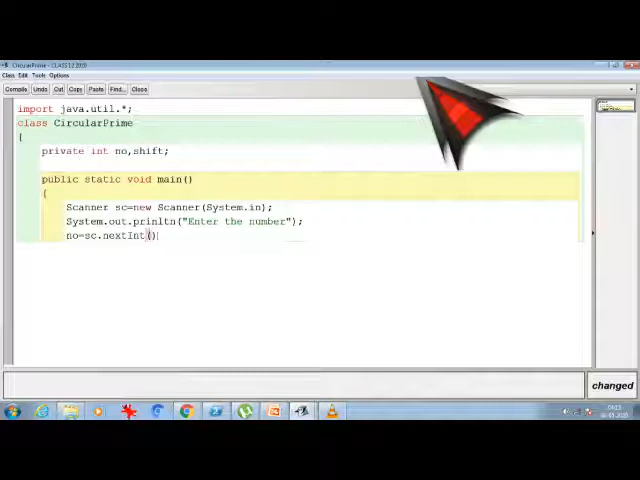 CircularPrime - CLASS 12 2020
Class Edit Tools Options
Compile Undo Cut Copy Paste Find... Close
import java.util.*;
class CircularPrime
{
private int no,shift;
public static void main()
{
Scanner sc=new Scanner(System.in);
System.out.prinltn("Enter the number");
no=sc.nextInt()
changed